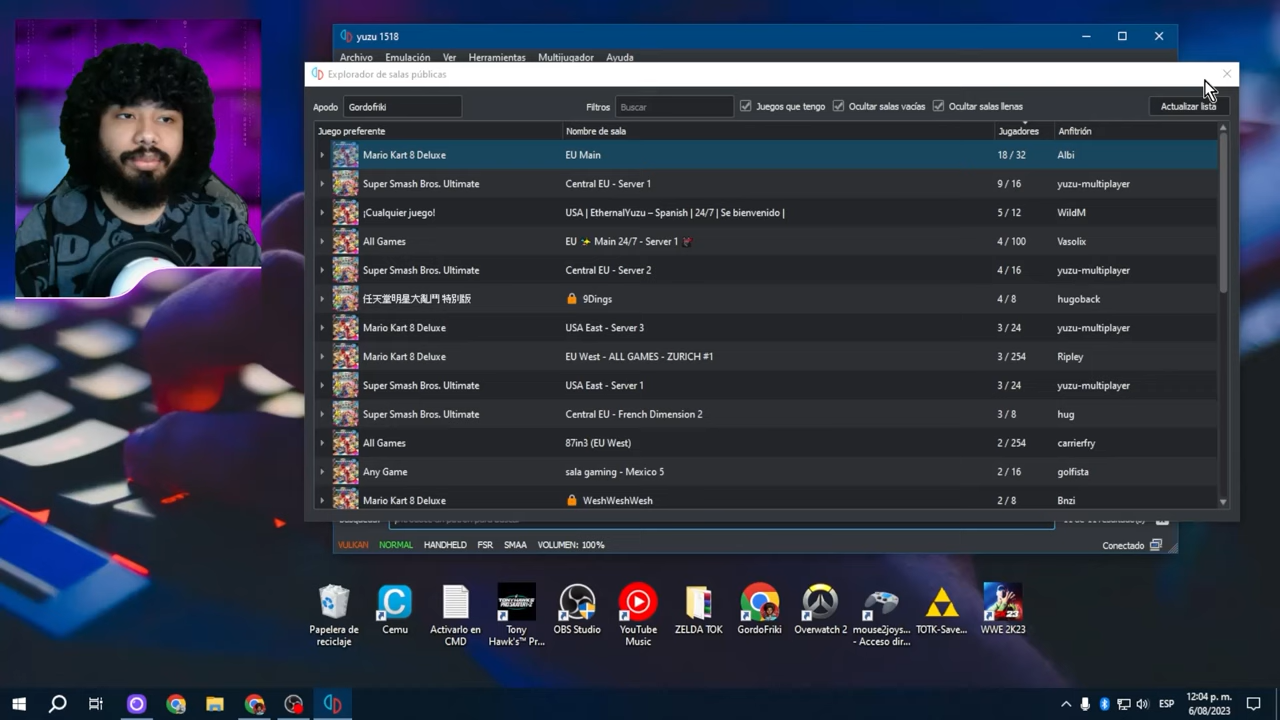 yuzu 1518
Archivo Emulación Ver Herramientas Multijugador Ayuda
Explorador de salas públicas
Apodo Gordofriki Filtros Buscar Juegos que tengo Ocultar salas vacías Ocultar salas llenas Actualizar lista
Juego preferente Nombre de sala Jugadores Anfitrión
Mario Kart 8 Deluxe EU Main 18 / 32 Albi
Super Smash Bros. Ultimate Central EU - Server 1 9 / 16 yuzu-multiplayer
¡Cualquier juego! USA | EthernalYuzu – Spanish | 24/7 | Se bienvenido | 5 / 12 WildM
All Games EU ✨ Main 24/7 - Server 1 4 / 100 Vasolix
Super Smash Bros. Ultimate Central EU - Server 2 4 / 16 yuzu-multiplayer
任天堂明星大亂鬥 特別版 9Dings 4 / 8 hugoback
Mario Kart 8 Deluxe USA East - Server 3 3 / 24 yuzu-multiplayer
Mario Kart 8 Deluxe EU West - ALL GAMES - ZURICH #1 3 / 254 Ripley
Super Smash Bros. Ultimate USA East - Server 1 3 / 24 yuzu-multiplayer
Super Smash Bros. Ultimate Central EU - French Dimension 2 3 / 8 hug
All Games 87in3 (EU West) 2 / 254 carrierfry
Any Game sala gaming - Mexico 5 2 / 16 golfista
Mario Kart 8 Deluxe WeshWeshWesh 2 / 8 Bnzi
VULKAN NORMAL HANDHELD FSR SMAA VOLUMEN: 100% Conectado
Papelera de reciclaje
Cemu
Activarlo en CMD
Tony Hawk's™ Pr...
OBS Studio
YouTube Music
ZELDA TOK
GordoFriki
Overwatch 2
mouse2joys... - Acceso dir...
TOTK-Save...
WWE 2K23
ESP 12:04 p. m.
6/08/2023